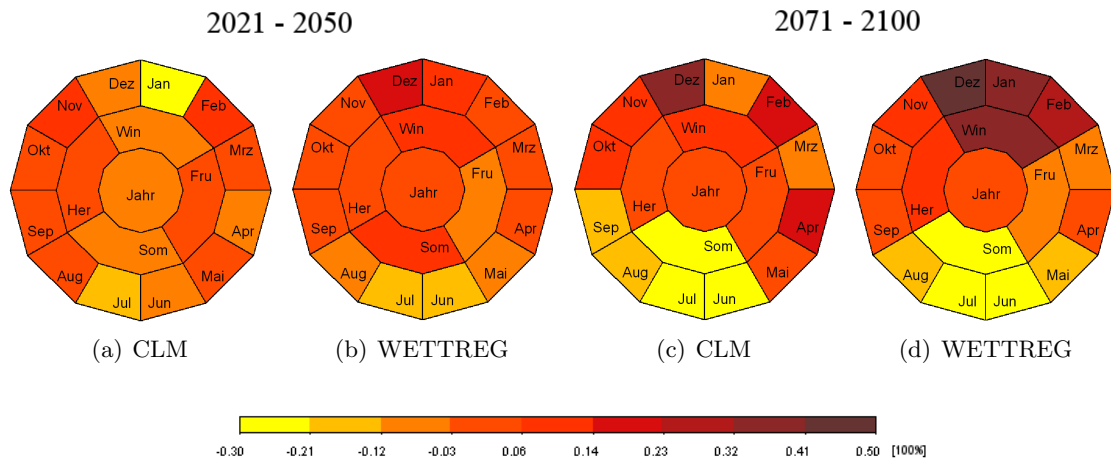 2021 - 2050
2071 - 2100
Dez Jan
Nov Feb
Win
Okt Mrz
Fru
Jahr
Her
Sep Apr
Som
Aug Mai
Jul Jun
Dez Jan
Nov Feb
Win
Okt Mrz
Fru
Jahr
Her
Sep Apr
Som
Aug Mai
Jul Jun
Dez Jan
Nov Feb
Win
Okt Mrz
Fru
Jahr
Her
Sep Apr
Som
Aug Mai
Jul Jun
Dez Jan
Nov Feb
Win
Okt Mrz
Fru
Jahr
Her
Sep Apr
Som
Aug Mai
Jul Jun
(a) CLM
(b) WETTREG
(c) CLM
(d) WETTREG
-0.30 -0.21 -0.12 -0.03 0.06 0.14 0.23 0.32 0.41 0.50 [100%]